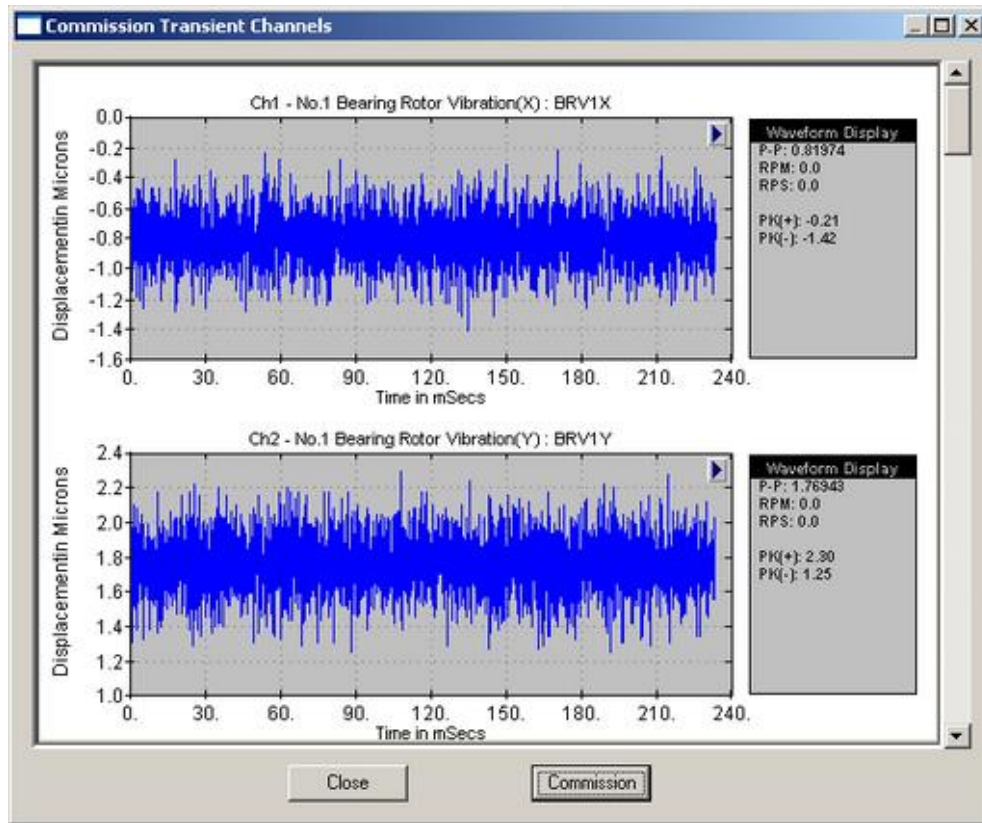 Commission Transient Channels
Ch1 - No.1 Bearing Rotor Vibration(X) : BRV1X
Displacementin Microns
0.0
-0.2
-0.4
-0.6
-0.8
-1.0
-1.2
-1.4
-1.6
0. 30. 60. 90. 120. 150. 180. 210. 240.
Time in mSecs
Waveform Display
P-P: 0.81974
RPM: 0.0
RPS: 0.0
PK(+): -0.21
PK(-): -1.42
Ch2 - No.1 Bearing Rotor Vibration(Y) : BRV1Y
Displacementin Microns
2.4
2.2
2.0
1.8
1.6
1.4
1.2
1.0
0. 30. 60. 90. 120. 150. 180. 210. 240.
Time in mSecs
Waveform Display
P-P: 1.76943
RPM: 0.0
RPS: 0.0
PK(+): 2.30
PK(-): 1.25
Close
Commission